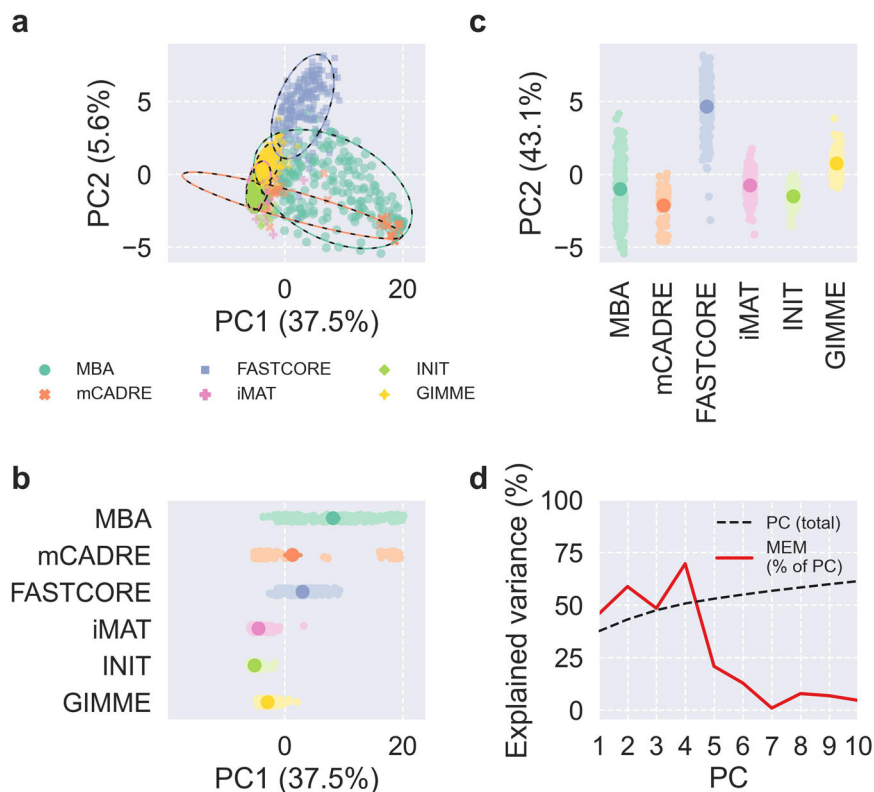 a
PC2 (5.6%)
5
0
−5
0
20
PC1 (37.5%)
MBA
FASTCORE
INIT
mCADRE
iMAT
GIMME
c
PC2 (43.1%)
5
0
−5
MBA
mCADRE
FASTCORE
iMAT
INIT
GIMME
b
MBA
mCADRE
FASTCORE
iMAT
INIT
GIMME
0
20
PC1 (37.5%)
d
Explained variance (%)
100
75
50
25
0
PC (total)
MEM
(% of PC)
1 2 3 4 5 6 7 8 9 10
PC